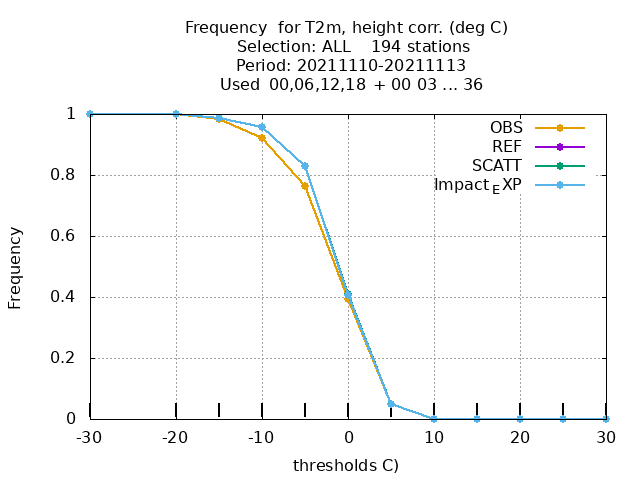 Frequency  for T2m, height corr. (deg C)
Selection: ALL    194 stations
Period: 20211110-20211113
Used  00,06,12,18  + 00 03 ... 36
OBS
REF
SCATT
Impact_EXP
1
0.8
0.6
0.4
0.2
0
Frequency
-30 -20 -10 0 10 20 30
thresholds C)